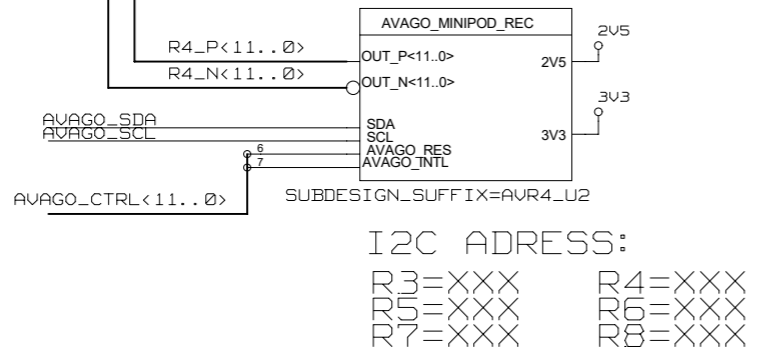 AVAGO_MINIPOD_REC
2V5
R4_P<11..0>
OUT_P<11..0>
2V5
R4_N<11..0>
OUT_N<11..0>
3V3
AVAGO_SDA
SDA
AVAGO_SCL
SCL
3V3
6
AVAGO_RES
7
AVAGO_INTL
AVAGO_CTRL<11..0>
SUBDESIGN_SUFFIX=AVR4_U2
I2C ADRESS:
R3=XXX R4=XXX
R5=XXX R6=XXX
R7=XXX R8=XXX